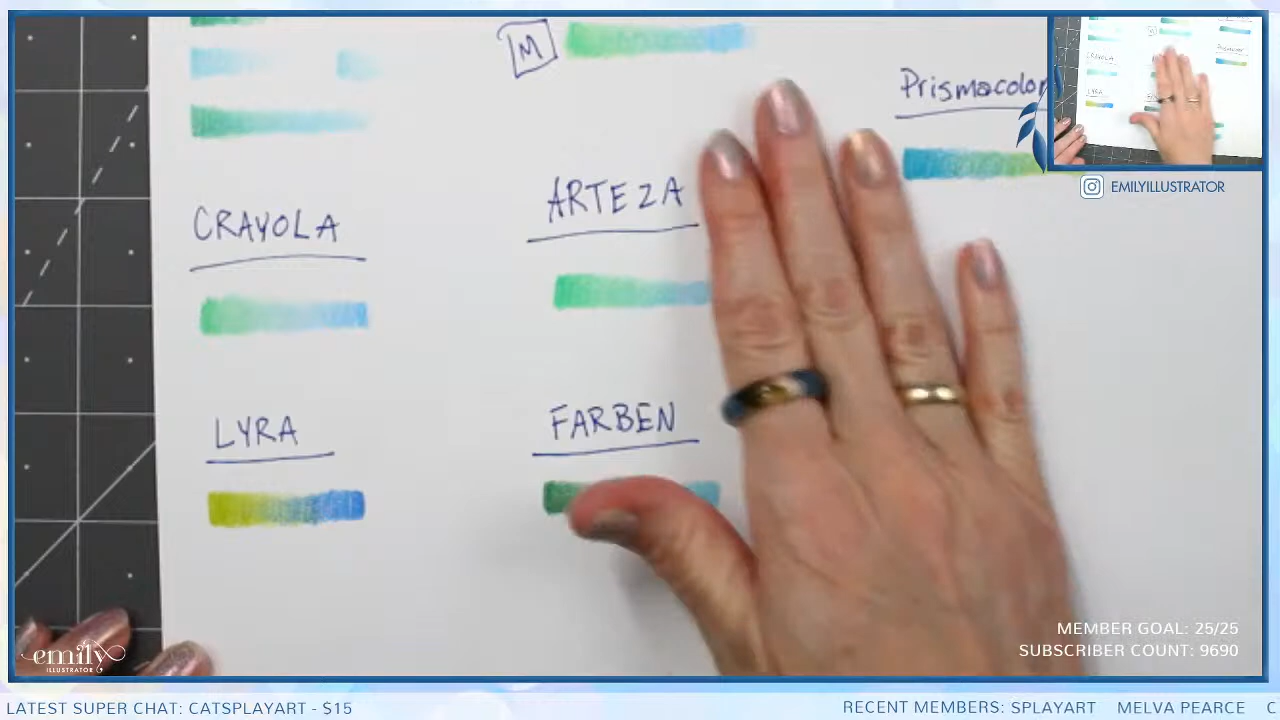 M
Prismacolor
EMILYILLUSTRATOR
CRAYOLA
ARTEZA
LYRA
FARBEN
MEMBER GOAL: 25/25
SUBSCRIBER COUNT: 9690
emily
ILLUSTRATOR
LATEST SUPER CHAT: CATSPLAYART - $15
RECENT MEMBERS: SPLAYART MELVA PEARCE C